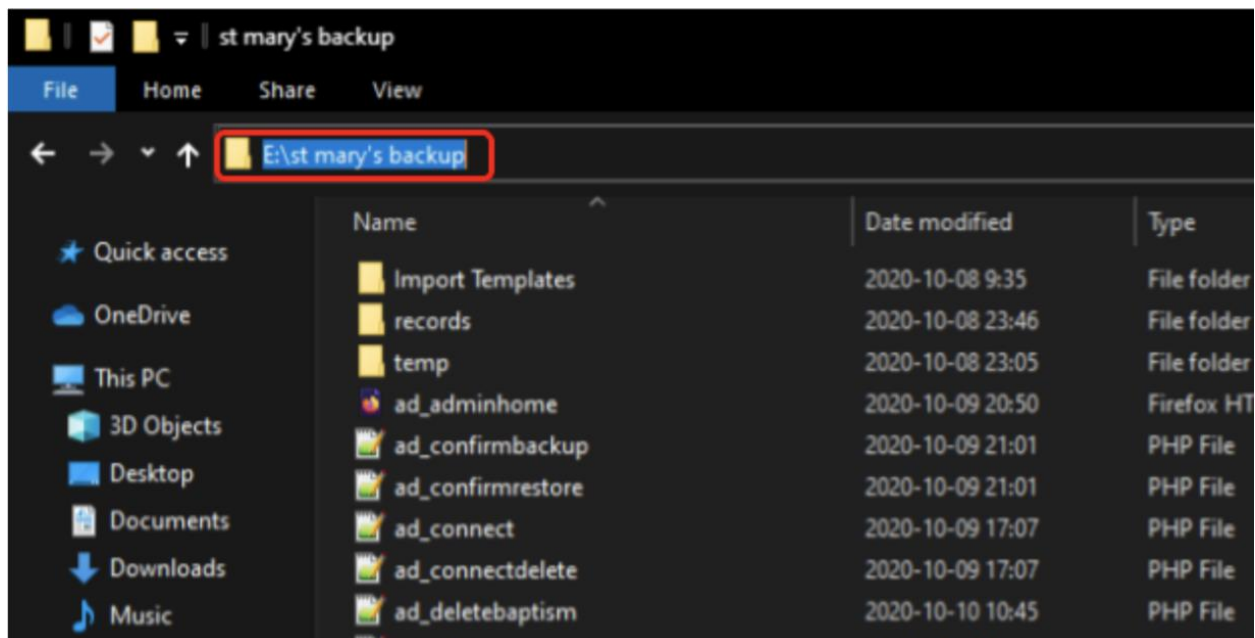 st mary's backup
File Home Share View
E:\st mary's backup
Name Date modified Type
Quick access
OneDrive
This PC
3D Objects
Desktop
Documents
Downloads
Music
Import Templates 2020-10-08 9:35 File folder
records 2020-10-08 23:46 File folder
temp 2020-10-08 23:05 File folder
ad_adminhome 2020-10-09 20:50 Firefox HT
ad_confirmbackup 2020-10-09 21:01 PHP File
ad_confirmrestore 2020-10-09 21:01 PHP File
ad_connect 2020-10-09 17:07 PHP File
ad_connectdelete 2020-10-09 17:07 PHP File
ad_deletebaptism 2020-10-10 10:45 PHP File